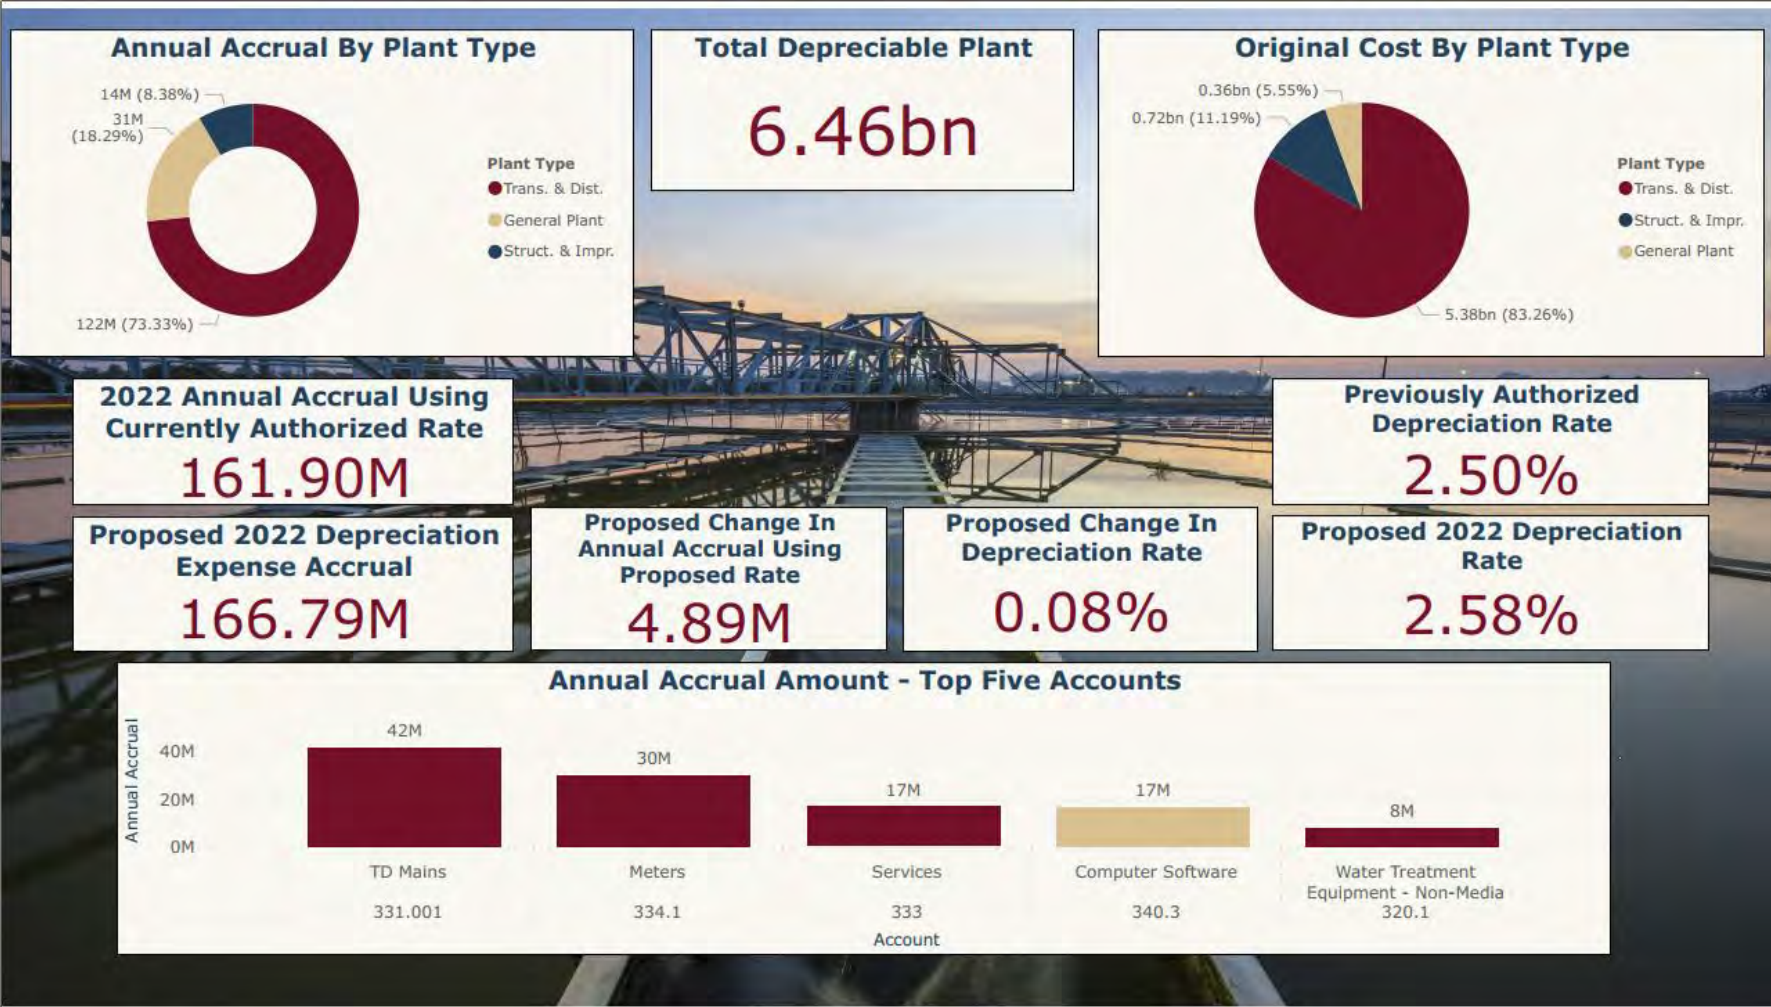 Annual Accrual By Plant Type
14M (8.38%)
31M
(18.29%)
122M (73.33%)
Plant Type
Trans. & Dist.
General Plant
Struct. & Impr.
Total Depreciable Plant
6.46bn
Original Cost By Plant Type
0.36bn (5.55%)
0.72bn (11.19%)
5.38bn (83.26%)
Plant Type
Trans. & Dist.
Struct. & Impr.
General Plant
2022 Annual Accrual Using
Currently Authorized Rate
161.90M
Previously Authorized
Depreciation Rate
2.50%
Proposed 2022 Depreciation
Expense Accrual
166.79M
Proposed Change In
Annual Accrual Using
Proposed Rate
4.89M
Proposed Change In
Depreciation Rate
0.08%
Proposed 2022 Depreciation
Rate
2.58%
Annual Accrual Amount - Top Five Accounts
Annual Accrual
40M
20M
0M
42M
30M
17M
17M
8M
TD Mains
Meters
Services
Computer Software
Water Treatment
Equipment - Non-Media
331.001
334.1
333
340.3
320.1
Account